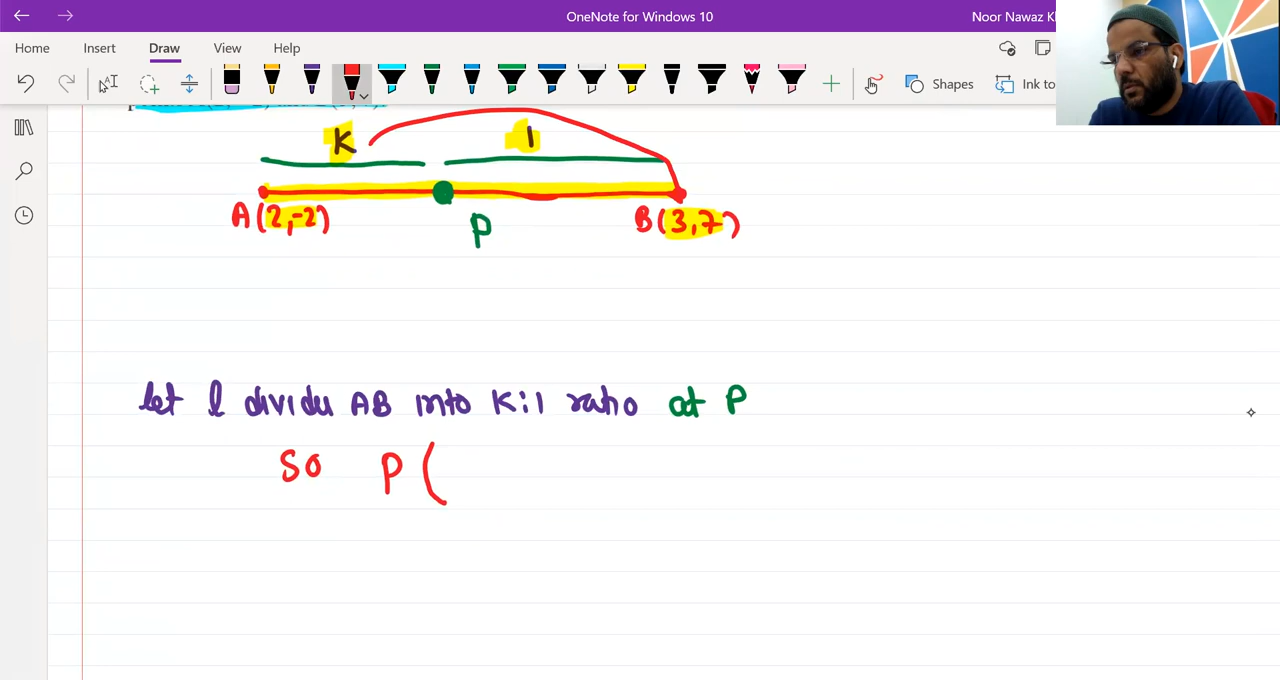 OneNote for Windows 10
Noor Nawaz Kh
Home Insert Draw View Help
Shapes
Ink to
K 1
A (2,-2) P B (3,7)
let l divide AB into K:1 ratio at P
So P (